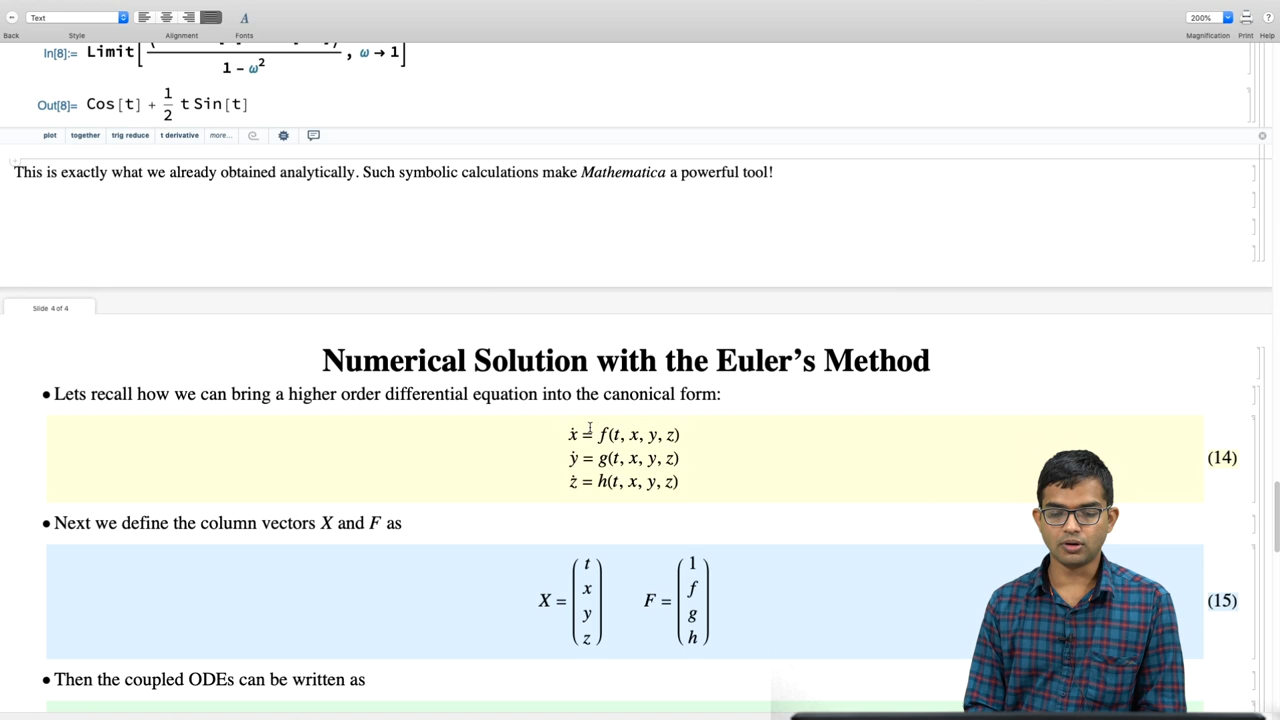 Text
200%
Back
Style
Alignment
Fonts
Magnification
Print
Help
In[8]:= Limit[ / 1 - ω² , ω → 1]
Out[8]= Cos[t] + 1/2 t Sin[t]
plot together trig reduce t derivative more...
This is exactly what we already obtained analytically. Such symbolic calculations make Mathematica a powerful tool!
Slide 4 of 4
Numerical Solution with the Euler's Method
• Lets recall how we can bring a higher order differential equation into the canonical form:
ẋ = f(t, x, y, z)
ẏ = g(t, x, y, z) (14)
ż = h(t, x, y, z)
• Next we define the column vectors X and F as
X = ( t x y z ) F = ( 1 f g h ) (15)
• Then the coupled ODEs can be written as